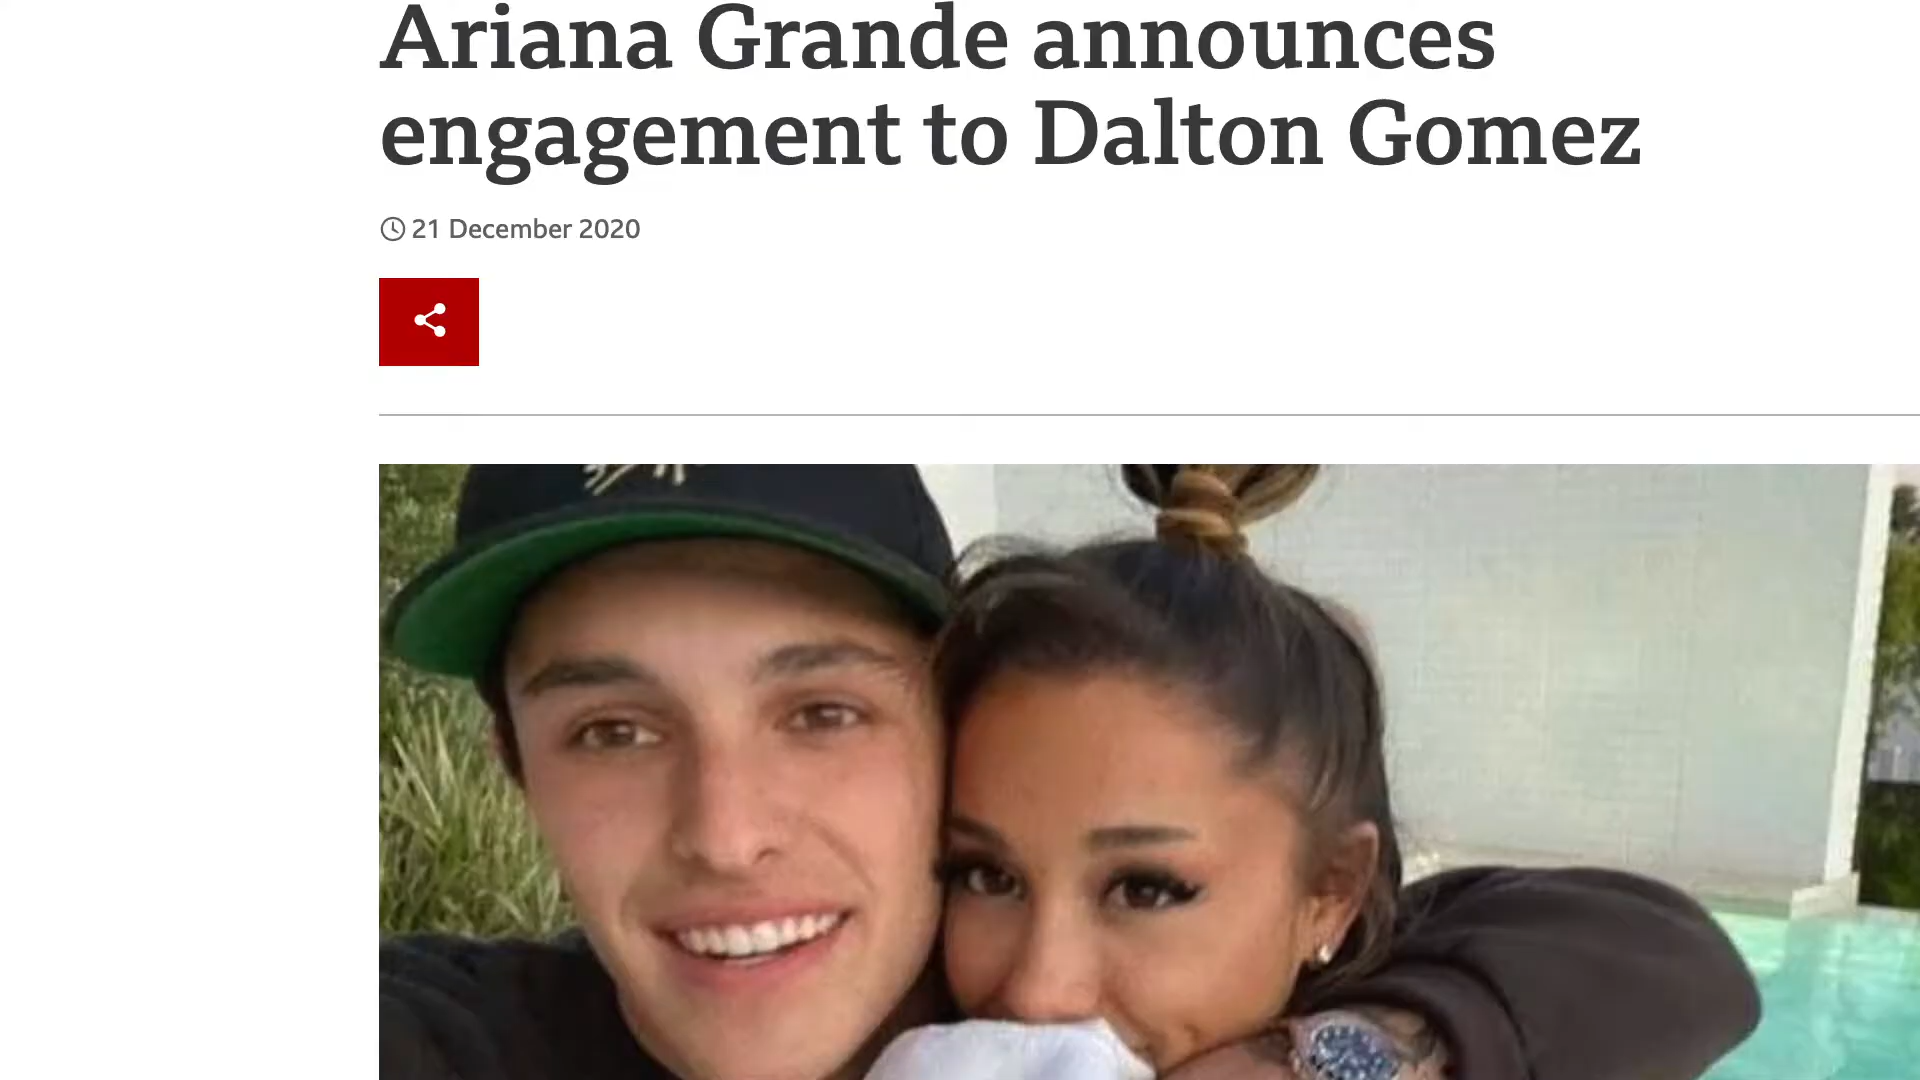 Ariana Grande announces
engagement to Dalton Gomez
21 December 2020